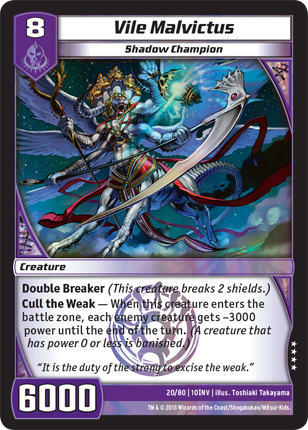 8
Vile Malvictus
Shadow Champion
Creature
Double Breaker (This creature breaks 2 shields.)
Cull the Weak — When this creature enters the
battle zone, each enemy creature gets −3000
power until the end of the turn. (A creature that
has power 0 or less is banished.)
“It is the duty of the strong to excise the weak.”
6000
20/80 | 10INV | illus. Toshiaki Takayama
TM & © 2013 Wizards of the Coast/Shogakukan/Mitsui-Kids.